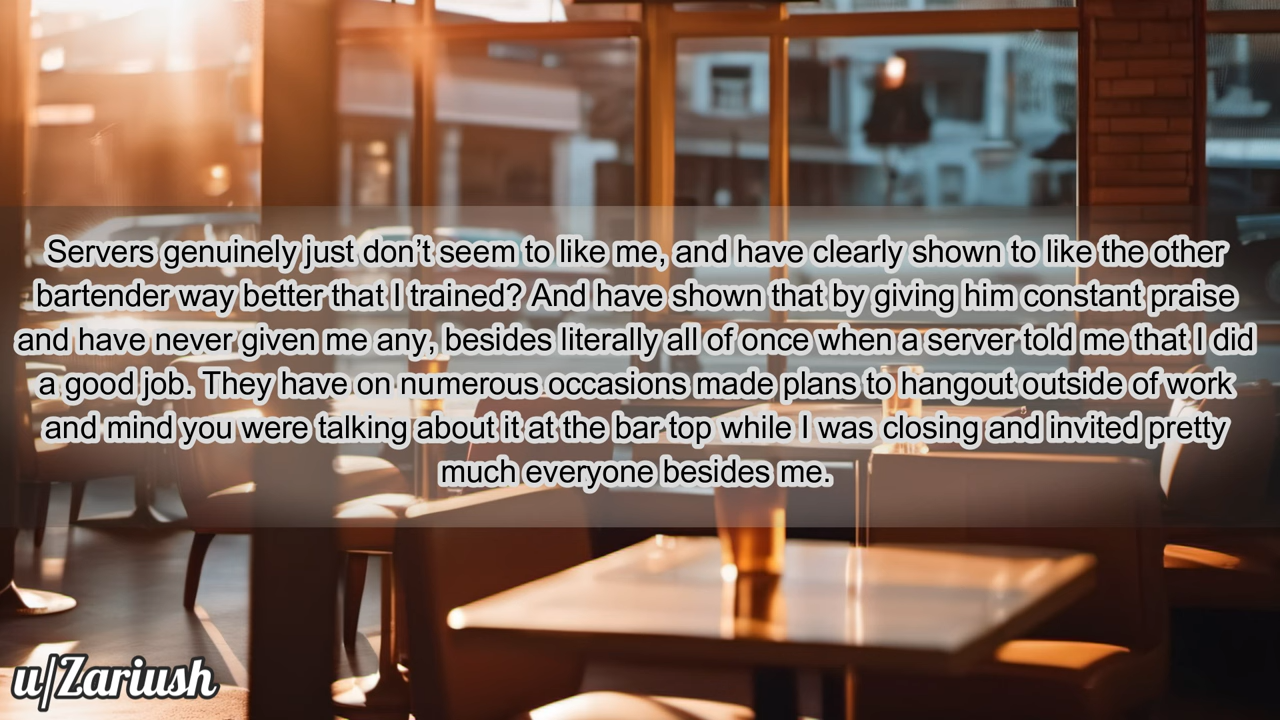 Servers genuinely just don’t seem to like me, and have clearly shown to like the other
bartender way better that I trained? And have shown that by giving him constant praise
and have never given me any, besides literally all of once when a server told me that I did
a good job. They have on numerous occasions made plans to hangout outside of work
and mind you were talking about it at the bar top while I was closing and invited pretty
much everyone besides me.
u/Zariush